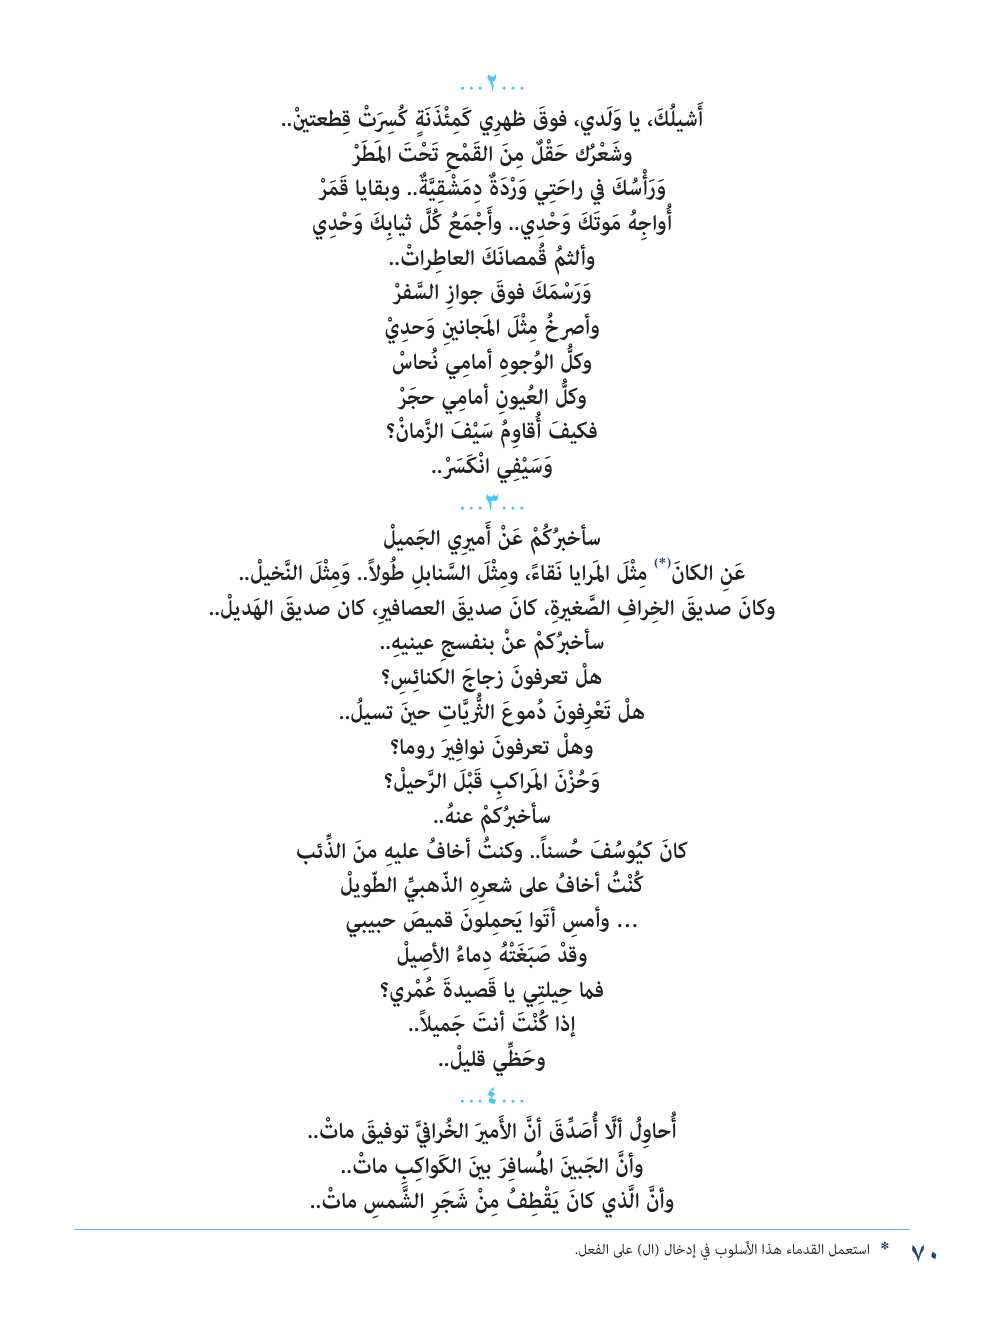 ...٢...
أَشيلُكَ، يا وَلَدي، فوقَ ظهرِي كَمِئْذَنَةٍ كُسِرَتْ قِطعتينْ..
وشَعْرُك حَقْلٌ مِنَ القَمْحِ تَحْتَ المَطَرْ
وَرَأْسُكَ في راحَتِي وَرْدَةٌ دِمَشْقِيَّةٌ.. وبقايا قَمَرْ
أُواجِهُ مَوتَكَ وَحْدِي.. وأَجْمَعُ كُلَّ ثيابِكَ وَحْدِي
وألثمُ قُمصانَكَ العاطِراتْ..
وَرَسْمَكَ فوقَ جوازِ السَّفرْ
وأصرخُ مِثْلَ المَجانينِ وَحدِيْ
وكلُّ الوُجوهِ أمامِي نُحاسْ
وكلُّ العُيونِ أمامِي حجَرْ
فكيفَ أُقاوِمُ سَيْفَ الزَّمانْ؟
وَسَيْفِي انْكَسَرْ..
...٣...
سأخبرُكُمْ عَنْ أَميرِي الجَميلْ
عَنِ الكانَ(*) مِثْلَ المَرايا نَقاءً، ومِثْلَ السَّنابلِ طُولاً.. وَمِثْلَ النَّخيلْ..
وكانَ صديقَ الخِرافِ الصَّغيرةِ، كانَ صديقَ العصافيرِ، كان صديقَ الهَديلْ..
سأخبرُكمْ عنْ بنفسجِ عينيهِ..
هلْ تعرفونَ زجاجَ الكنائِسِ؟
هلْ تَعْرِفونَ دُموعَ الثُّريَّاتِ حينَ تسيلُ..
وهلْ تعرفونَ نوافِيرَ روما؟
وَحُزْنَ المَراكبِ قَبْلَ الرَّحيلْ؟
سأخبرُكمْ عنهُ..
كانَ كيُوسُفَ حُسناً.. وكنتُ أخافُ عليهِ منَ الذِّئب
كُنْتُ أخافُ على شعرِهِ الذّهبيِّ الطّويلْ
... وأمسِ أتَوا يَحمِلونَ قميصَ حبيبي
وقدْ صَبَغَتْهُ دِماءُ الأصِيلْ
فما حِيلتِي يا قَصيدةَ عُمْري؟
إذا كُنْتَ أنتَ جَميلاً..
وحَظِّي قليلْ..
...٤...
أُحاوِلُ ألَّا أُصَدِّقَ أنَّ الأَميرَ الخُرافيَّ توفيقَ ماتْ..
وأنَّ الجَبينَ المُسافِرَ بينَ الكَواكِبِ ماتْ..
وأنَّ الَّذي كانَ يَقْطِفُ مِنْ شَجَرِ الشَّمسِ ماتْ..
* استعمل القدماء هذا الأسلوب في إدخال (ال) على الفعل.
٧٠